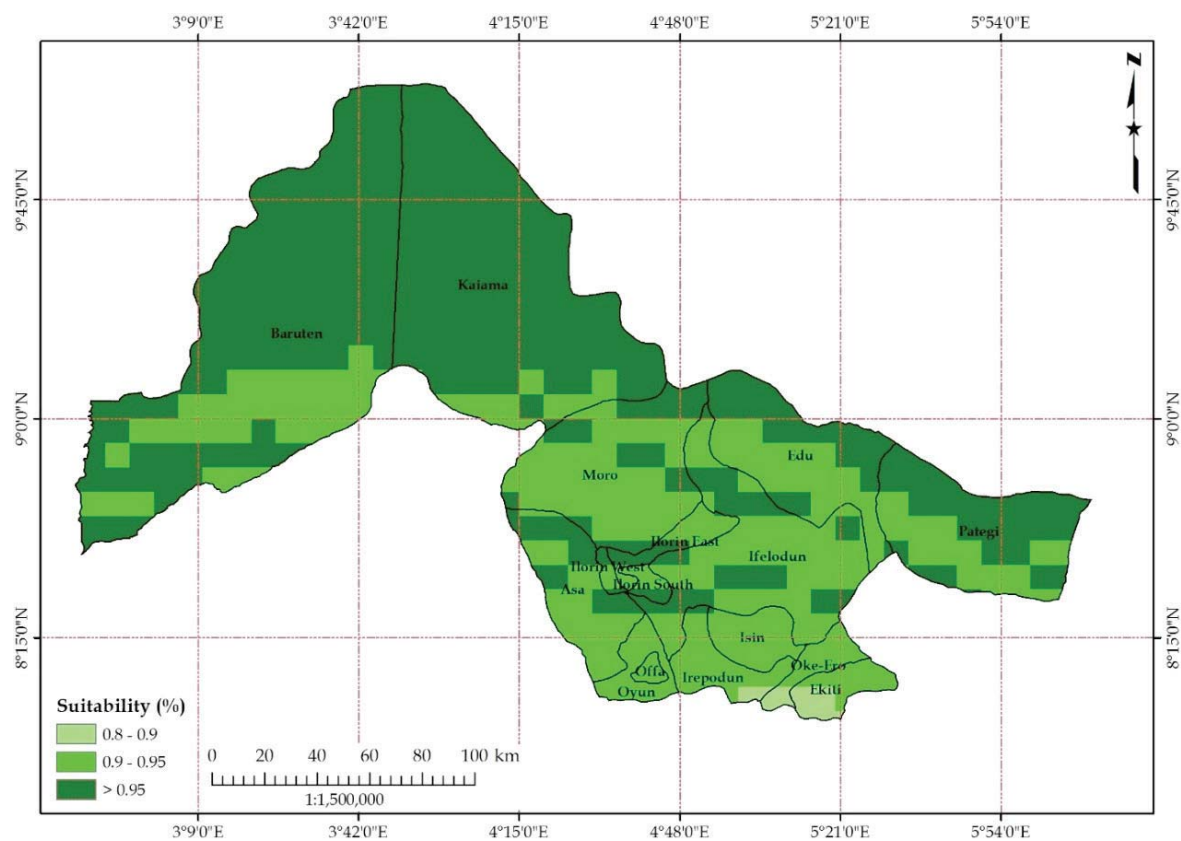 3°9'0"E 3°42'0"E 4°15'0"E 4°48'0"E 5°21'0"E 5°54'0"E
N
9°45'0"N 9°45'0"N
Kaiama
Baruten
9°0'0"N 9°0'0"N
Edu
Moro
Pategi
Ilorin East
Ifelodun
Ilorin West
Ilorin South
Asa
8°15'0"N 8°15'0"N
Isin
Oke-Ero
Offa
Irepodun
Ekiti
Oyun
Suitability (%)
0.8 - 0.9
0.9 - 0.95
> 0.95
0 20 40 60 80 100 km
1:1,500,000
3°9'0"E 3°42'0"E 4°15'0"E 4°48'0"E 5°21'0"E 5°54'0"E